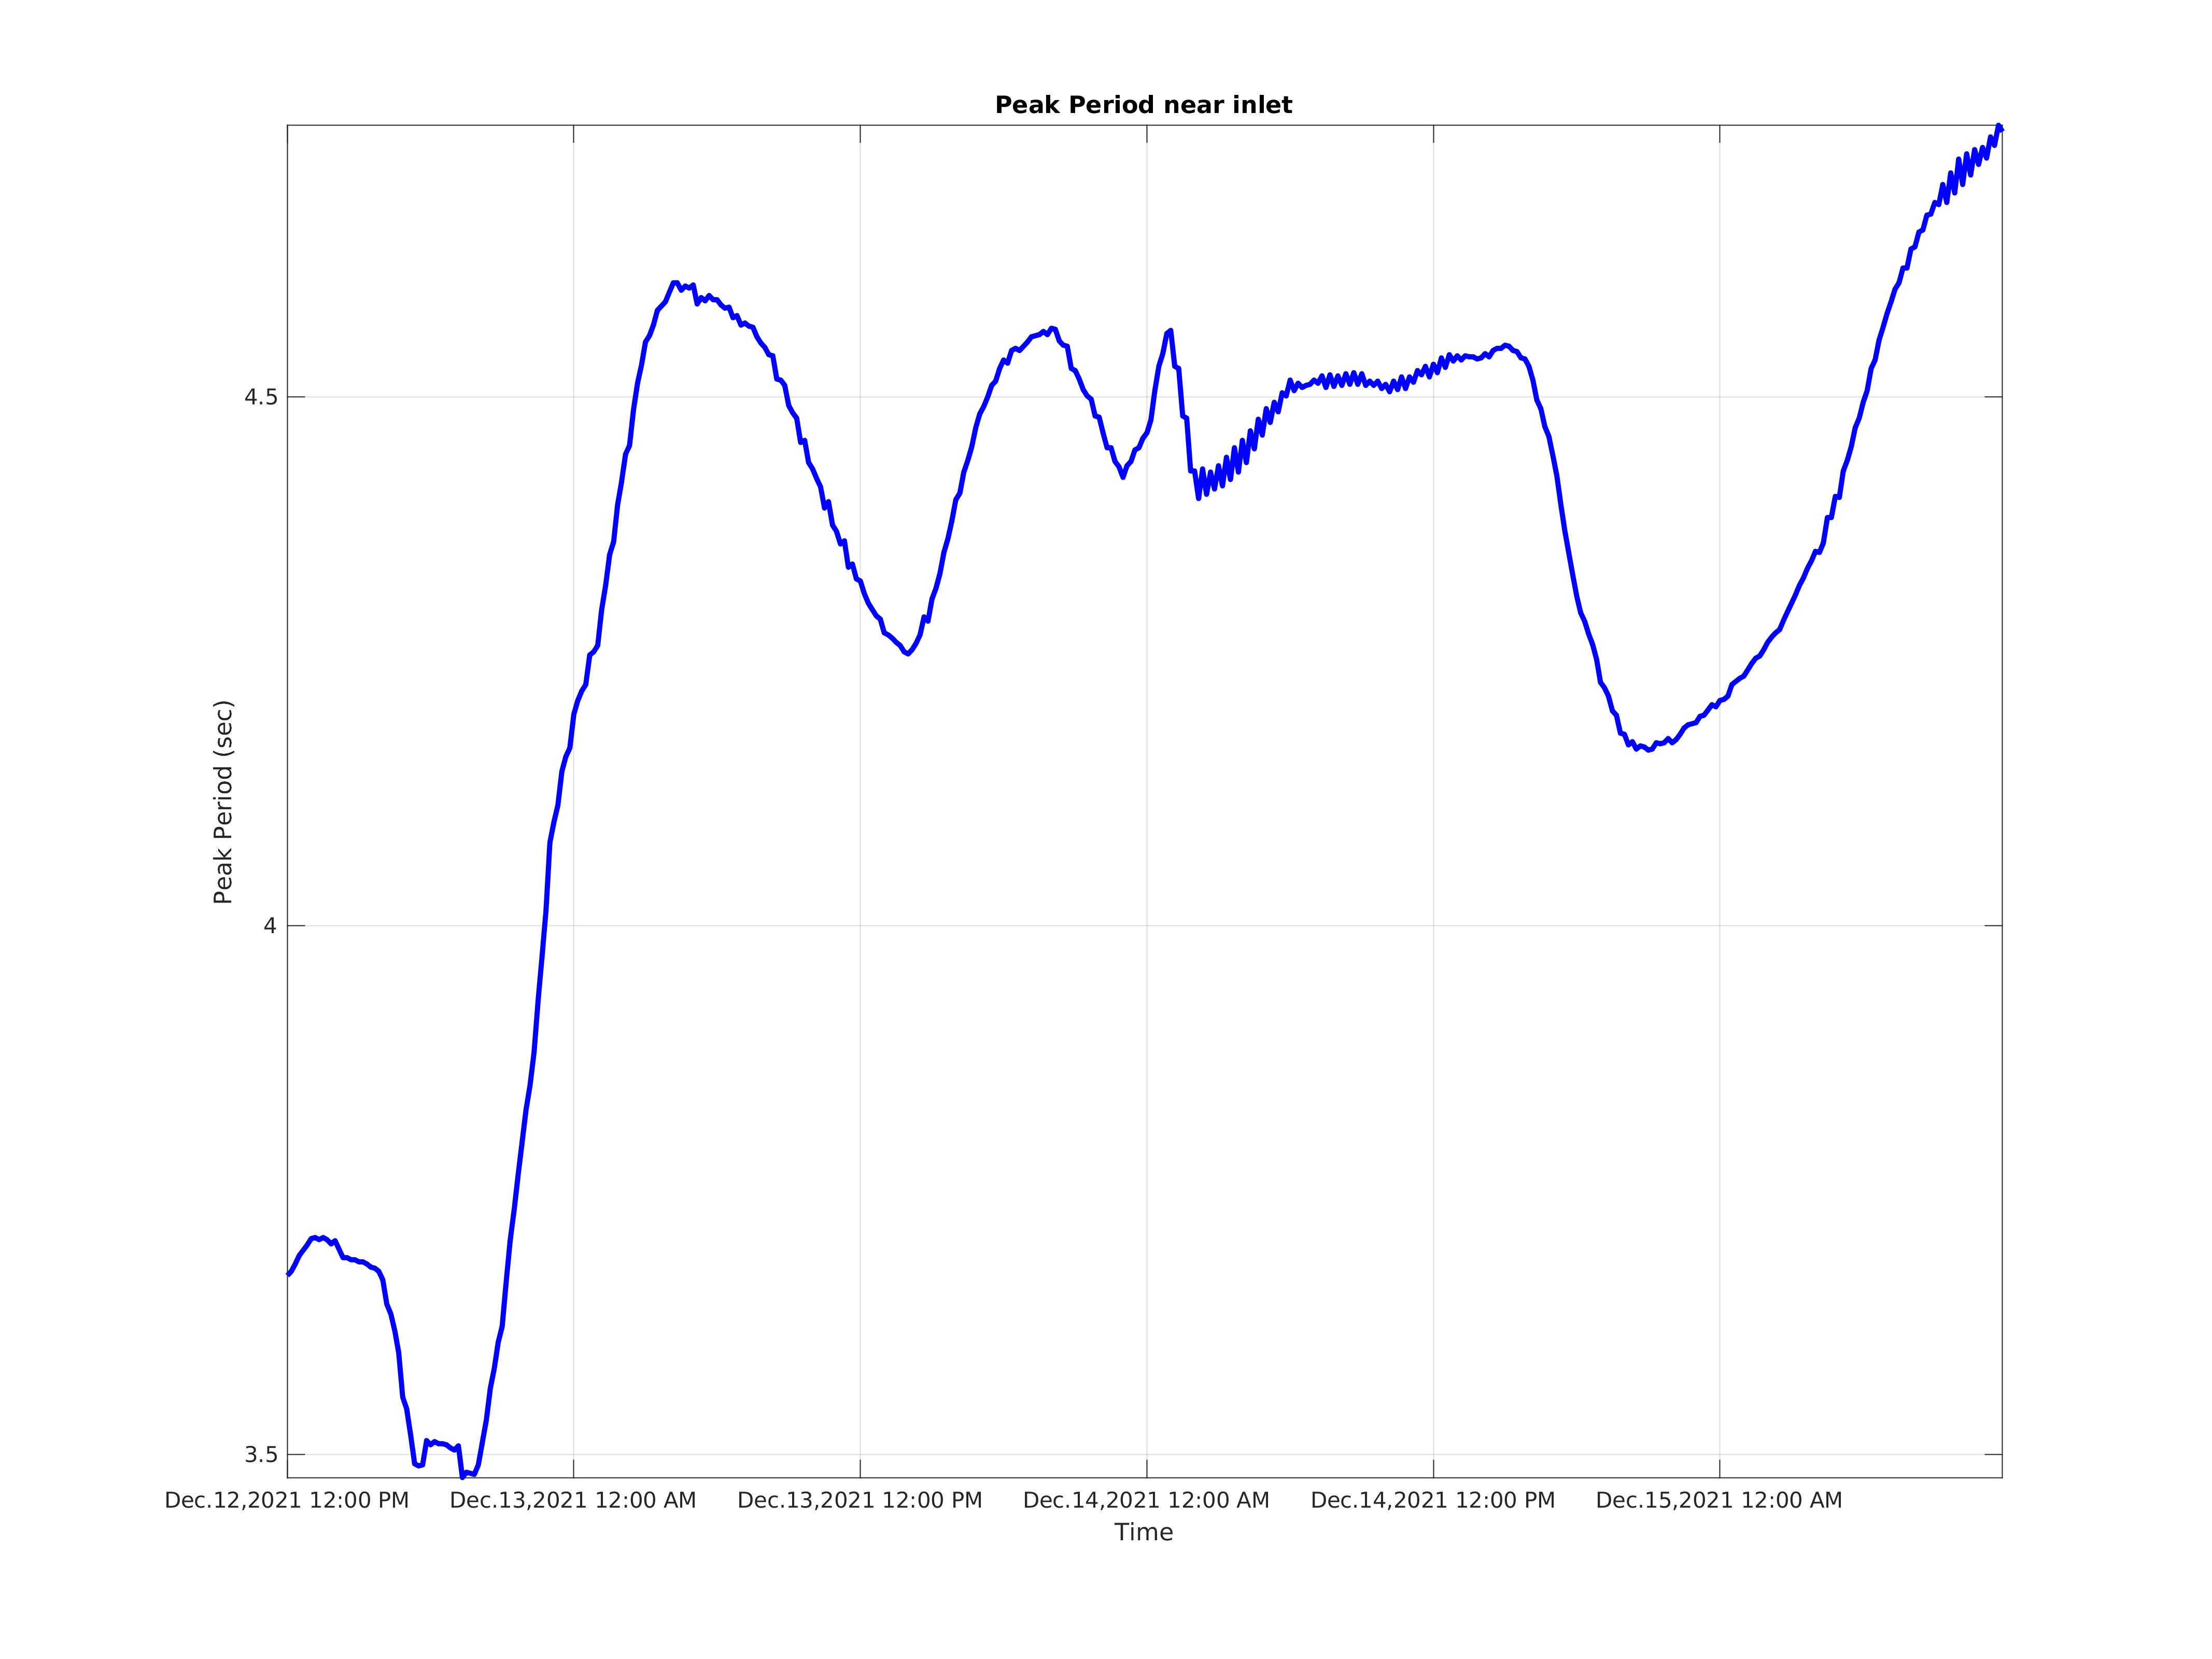 Peak Period near inlet
Peak Period (sec)
4.5
4
3.5
Dec.12,2021 12:00 PM Dec.13,2021 12:00 AM Dec.13,2021 12:00 PM Dec.14,2021 12:00 AM Dec.14,2021 12:00 PM Dec.15,2021 12:00 AM
Time